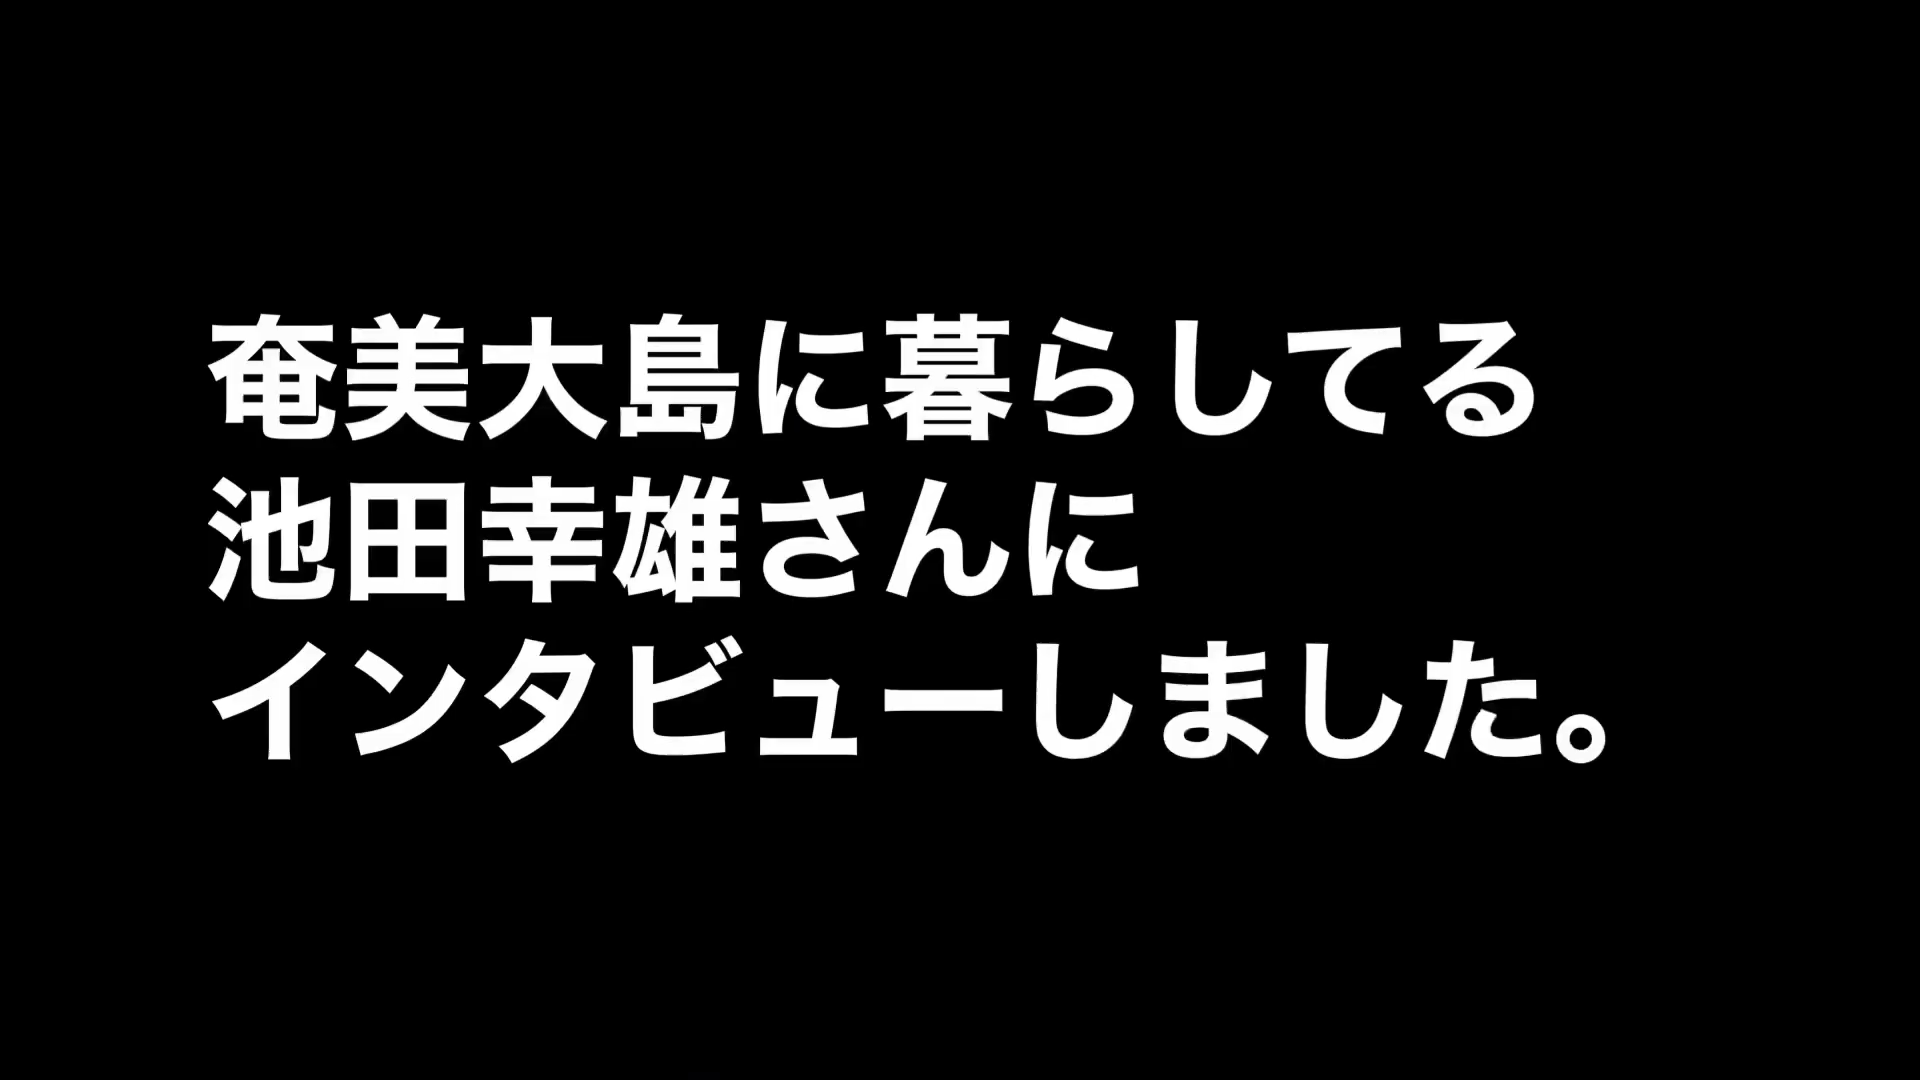 奄美大島に暮らしてる
池田幸雄さんに
インタビューしました。